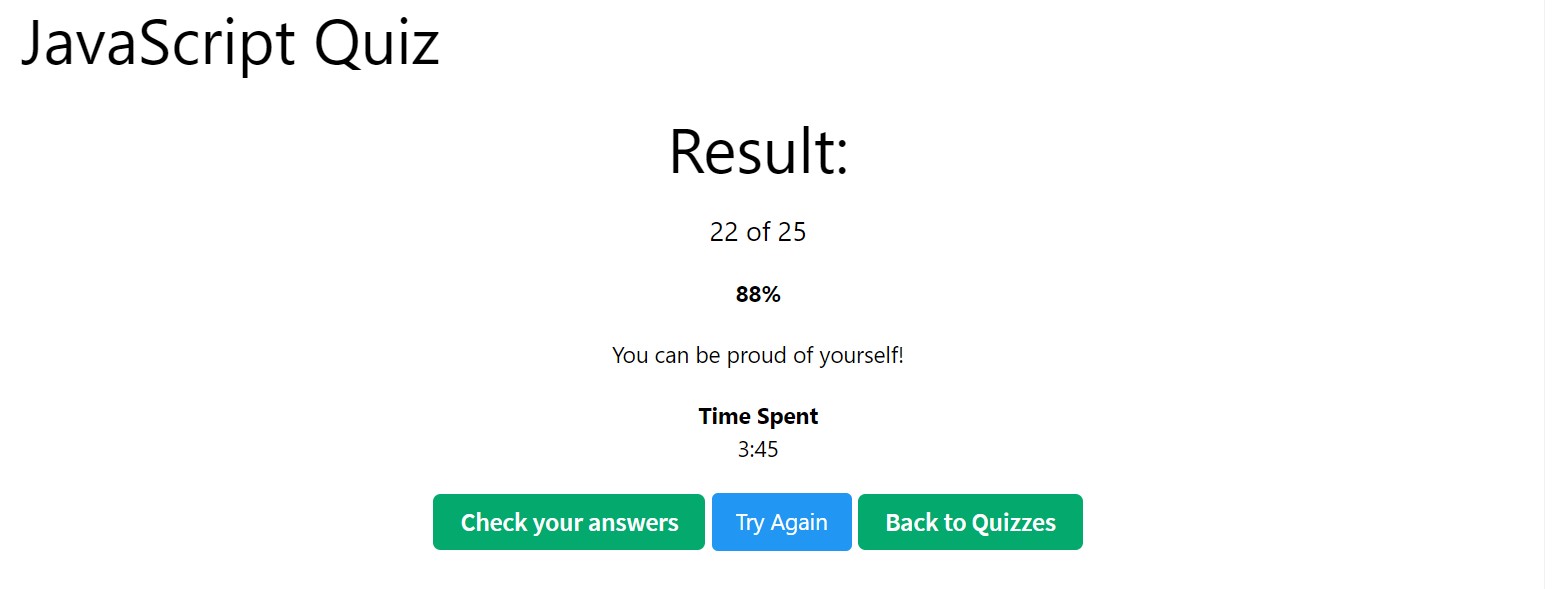 JavaScript Quiz
Result:
22 of 25
88%
You can be proud of yourself!
Time Spent
3:45
Check your answers Try Again Back to Quizzes